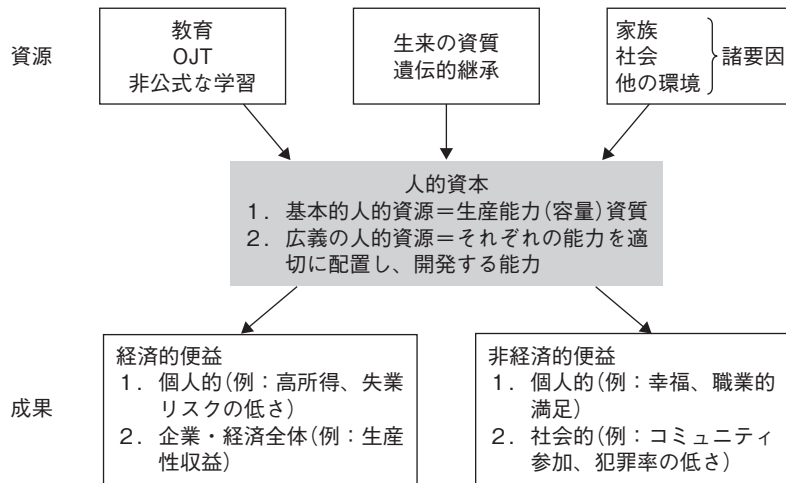 資源
教育
OJT
非公式な学習
生来の資質
遺伝的継承
家族
社会
他の環境
諸要因
人的資本
1. 基本的人的資源＝生産能力(容量)資質
2. 広義の人的資源＝それぞれの能力を適
切に配置し、開発する能力
成果
経済的便益
1. 個人的(例：高所得、失業
リスクの低さ)
2. 企業・経済全体(例：生産
性収益)
非経済的便益
1. 個人的(例：幸福、職業的
満足)
2. 社会的(例：コミュニティ
参加、犯罪率の低さ)